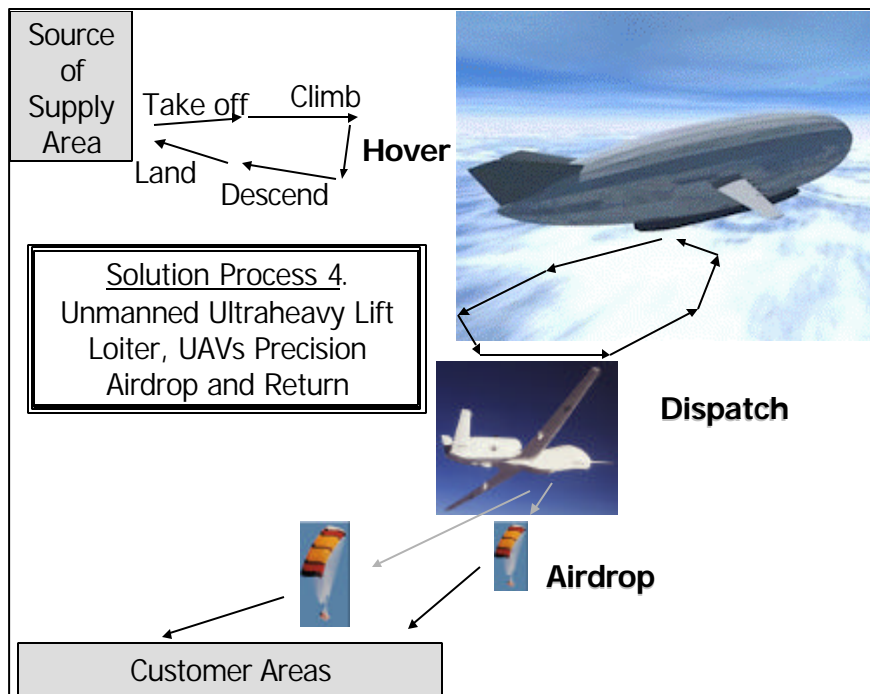 Source
of
Supply
Area
Take off
Climb
Hover
Land
Descend
Solution Process 4.
Unmanned Ultraheavy Lift
Loiter, UAVs Precision
Airdrop and Return
Dispatch
Airdrop
Customer Areas